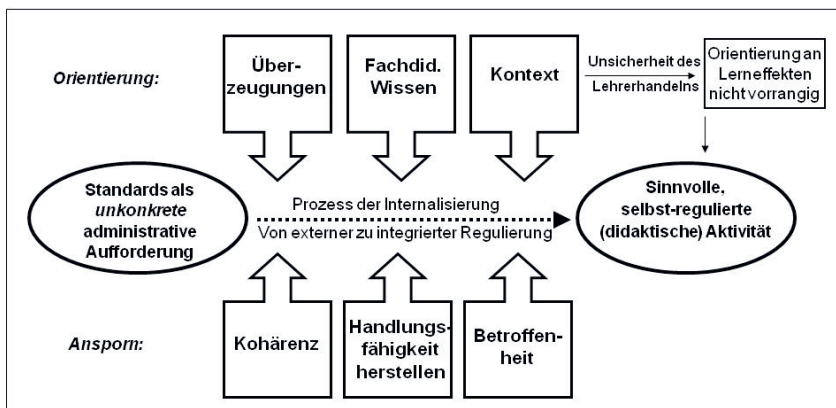 Orientierung:
Über-
zeugungen
Fachdid.
Wissen
Kontext
Unsicherheit des
Lehrerhandelns
Orientierung an
Lerneffekten
nicht vorrangig
Standards als
unkonkrete
administrative
Aufforderung
Prozess der Internalisierung
Von externer zu integrierter Regulierung
Sinnvolle,
selbst-regulierte
(didaktische) Aktivität
Ansporn:
Kohärenz
Handlungs-
fähigkeit
herstellen
Betroffen-
heit